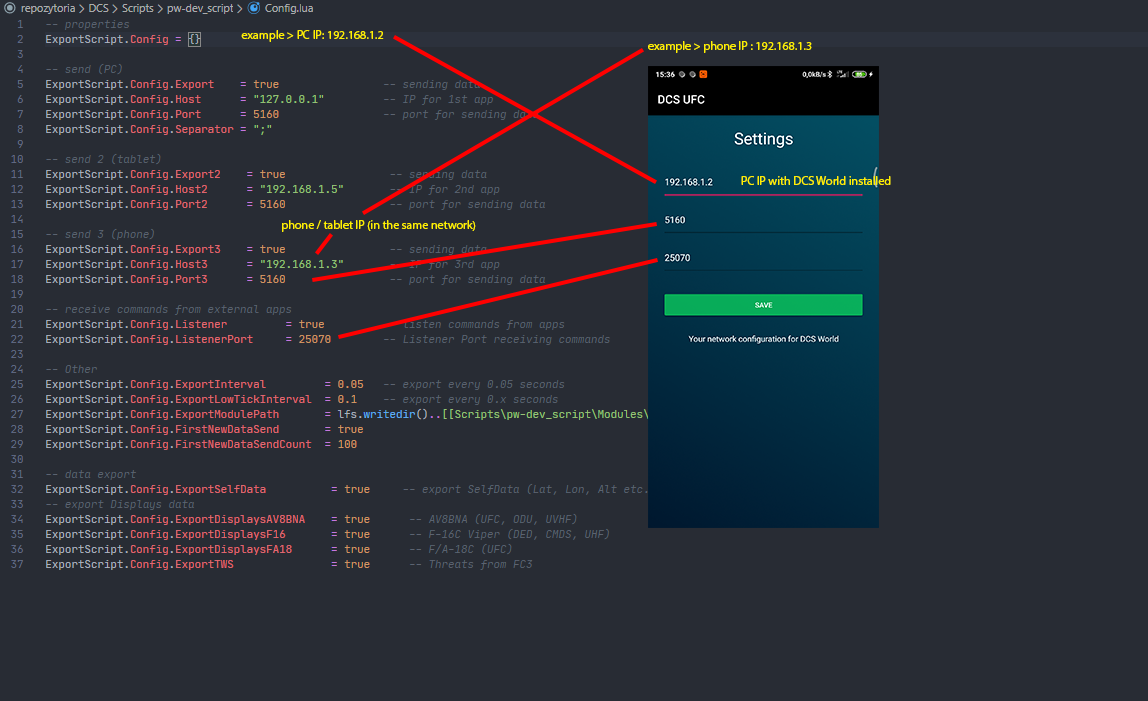 repozytoria > DCS > Scripts > pw-dev_script > Config.lua
1 -- properties
2 ExportScript.Config = {}
example > PC IP: 192.168.1.2
example > phone IP : 192.168.1.3
3
4 -- send (PC)
5 ExportScript.Config.Export = true -- sending data
6 ExportScript.Config.Host = "127.0.0.1" -- IP for 1st app
7 ExportScript.Config.Port = 5160 -- port for sending data
8 ExportScript.Config.Separator = ";"
9
10 -- send 2 (tablet)
11 ExportScript.Config.Export2 = true -- sending data
12 ExportScript.Config.Host2 = "192.168.1.5" -- IP for 2nd app
13 ExportScript.Config.Port2 = 5160 -- port for sending data
14
phone / tablet IP (in the same network)
15 -- send 3 (phone)
16 ExportScript.Config.Export3 = true -- sending data
17 ExportScript.Config.Host3 = "192.168.1.3" -- IP for 3rd app
18 ExportScript.Config.Port3 = 5160 -- port for sending data
19
20 -- receive commands from external apps
21 ExportScript.Config.Listener = true listen commands from apps
22 ExportScript.Config.ListenerPort = 25070 -- Listener Port receiving commands
23
24 -- Other
25 ExportScript.Config.ExportInterval = 0.05 -- export every 0.05 seconds
26 ExportScript.Config.ExportLowTickInterval = 0.1 -- export every 0.x seconds
27 ExportScript.Config.ExportModulePath = lfs.writedir()..[[Scripts\pw-dev_script\Modules\
28 ExportScript.Config.FirstNewDataSend = true
29 ExportScript.Config.FirstNewDataSendCount = 100
30
31 -- data export
32 ExportScript.Config.ExportSelfData = true -- export SelfData (Lat, Lon, Alt etc.
33 -- export Displays data
34 ExportScript.Config.ExportDisplaysAV8BNA = true -- AV8BNA (UFC, ODU, UVHF)
35 ExportScript.Config.ExportDisplaysF16 = true -- F-16C Viper (DED, CMDS, UHF)
36 ExportScript.Config.ExportDisplaysFA18 = true -- F/A-18C (UFC)
37 ExportScript.Config.ExportTWS = true -- Threats from FC3
15:36
0,0kB/s
DCS UFC
Settings
192.168.1.2
PC IP with DCS World installed
5160
25070
SAVE
Your network configuration for DCS World